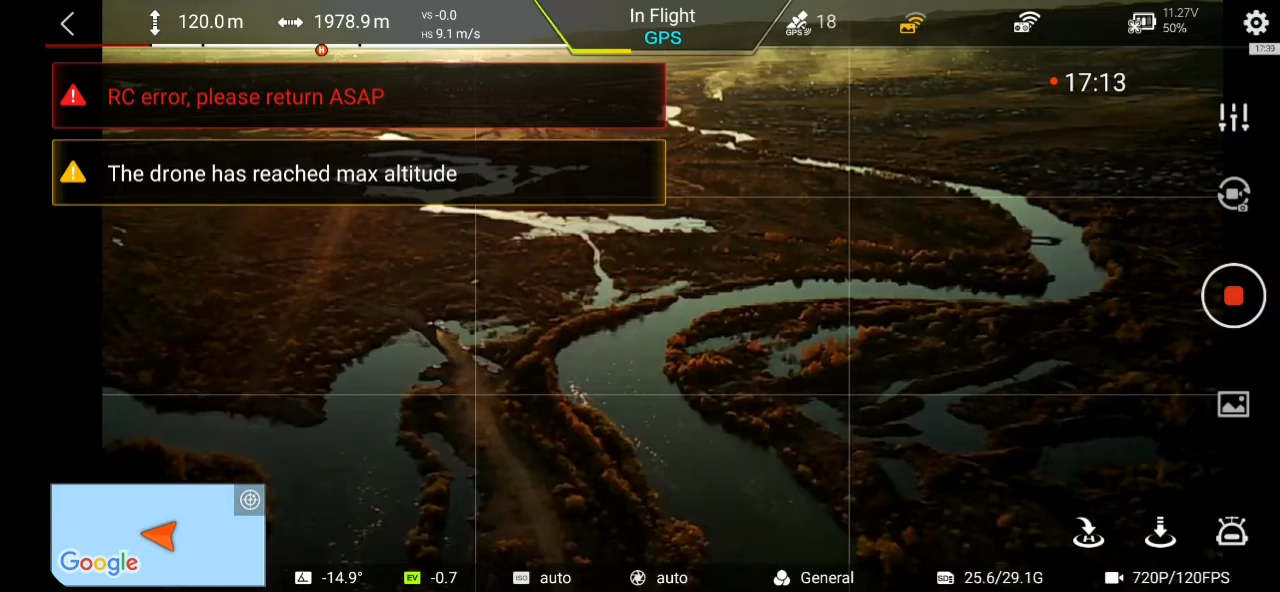 120.0 m
1978.9 m
VS -0.0
HS 9.1 m/s
In Flight
GPS
GPS
18
11.27V
50%
17:39
H
RC error, please return ASAP
17:13
The drone has reached max altitude
Google
H
-14.9°
EV -0.7
ISO auto
auto
General
SD 25.6/29.1G
720P/120FPS